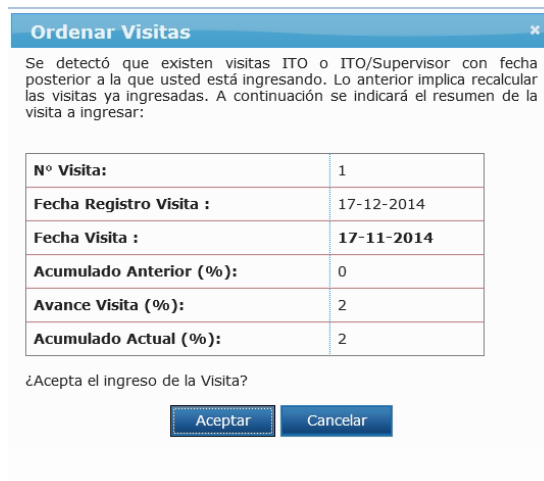 Ordenar Visitas
×
Se detectó que existen visitas ITO o ITO/Supervisor con fecha
posterior a la que usted está ingresando. Lo anterior implica recalcular
las visitas ya ingresadas. A continuación se indicará el resumen de la
visita a ingresar:
Nº Visita: 1
Fecha Registro Visita : 17-12-2014
Fecha Visita : 17-11-2014
Acumulado Anterior (%): 0
Avance Visita (%): 2
Acumulado Actual (%): 2
¿Acepta el ingreso de la Visita?
Aceptar Cancelar